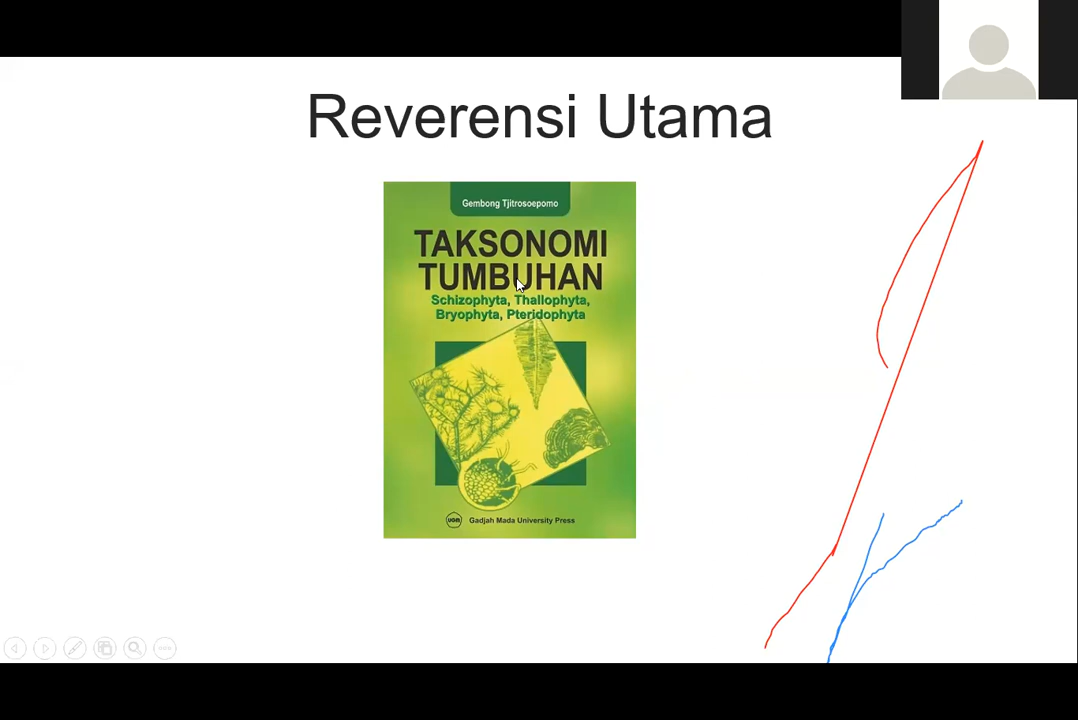 Reverensi Utama
Gembong Tjitrosoepomo
TAKSONOMI
TUMBUHAN
Schizophyta, Thallophyta,
Bryophyta, Pteridophyta
UGM
Gadjah Mada University Press